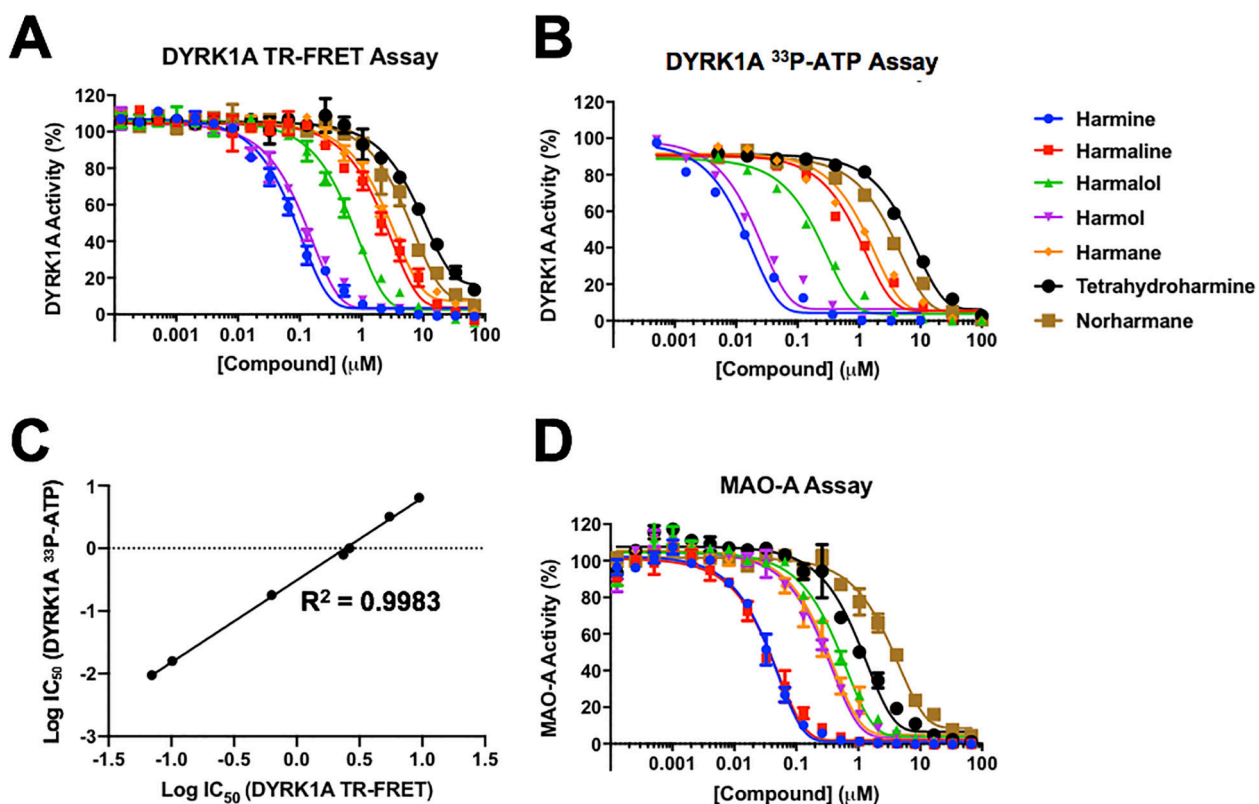 A
DYRK1A TR-FRET Assay
DYRK1A Activity (%)
120
100
80
60
40
20
0
0.001
0.01
0.1
1
10
100
[Compound] (μM)
B
DYRK1A ³³P-ATP Assay
DYRK1A Activity (%)
120
100
80
60
40
20
0
0.001
0.01
0.1
1
10
100
[Compound] (μM)
Harmine
Harmaline
Harmalol
Harmol
Harmane
Tetrahydroharmine
Norharmane
C
Log IC₅₀ (DYRK1A ³³P-ATP)
1
0
-1
-2
-3
R² = 0.9983
-1.5
-1.0
-0.5
0.0
0.5
1.0
1.5
Log IC₅₀ (DYRK1A TR-FRET)
D
MAO-A Assay
MAO-A Activity (%)
120
100
80
60
40
20
0
0.001
0.01
0.1
1
10
100
[Compound] (μM)